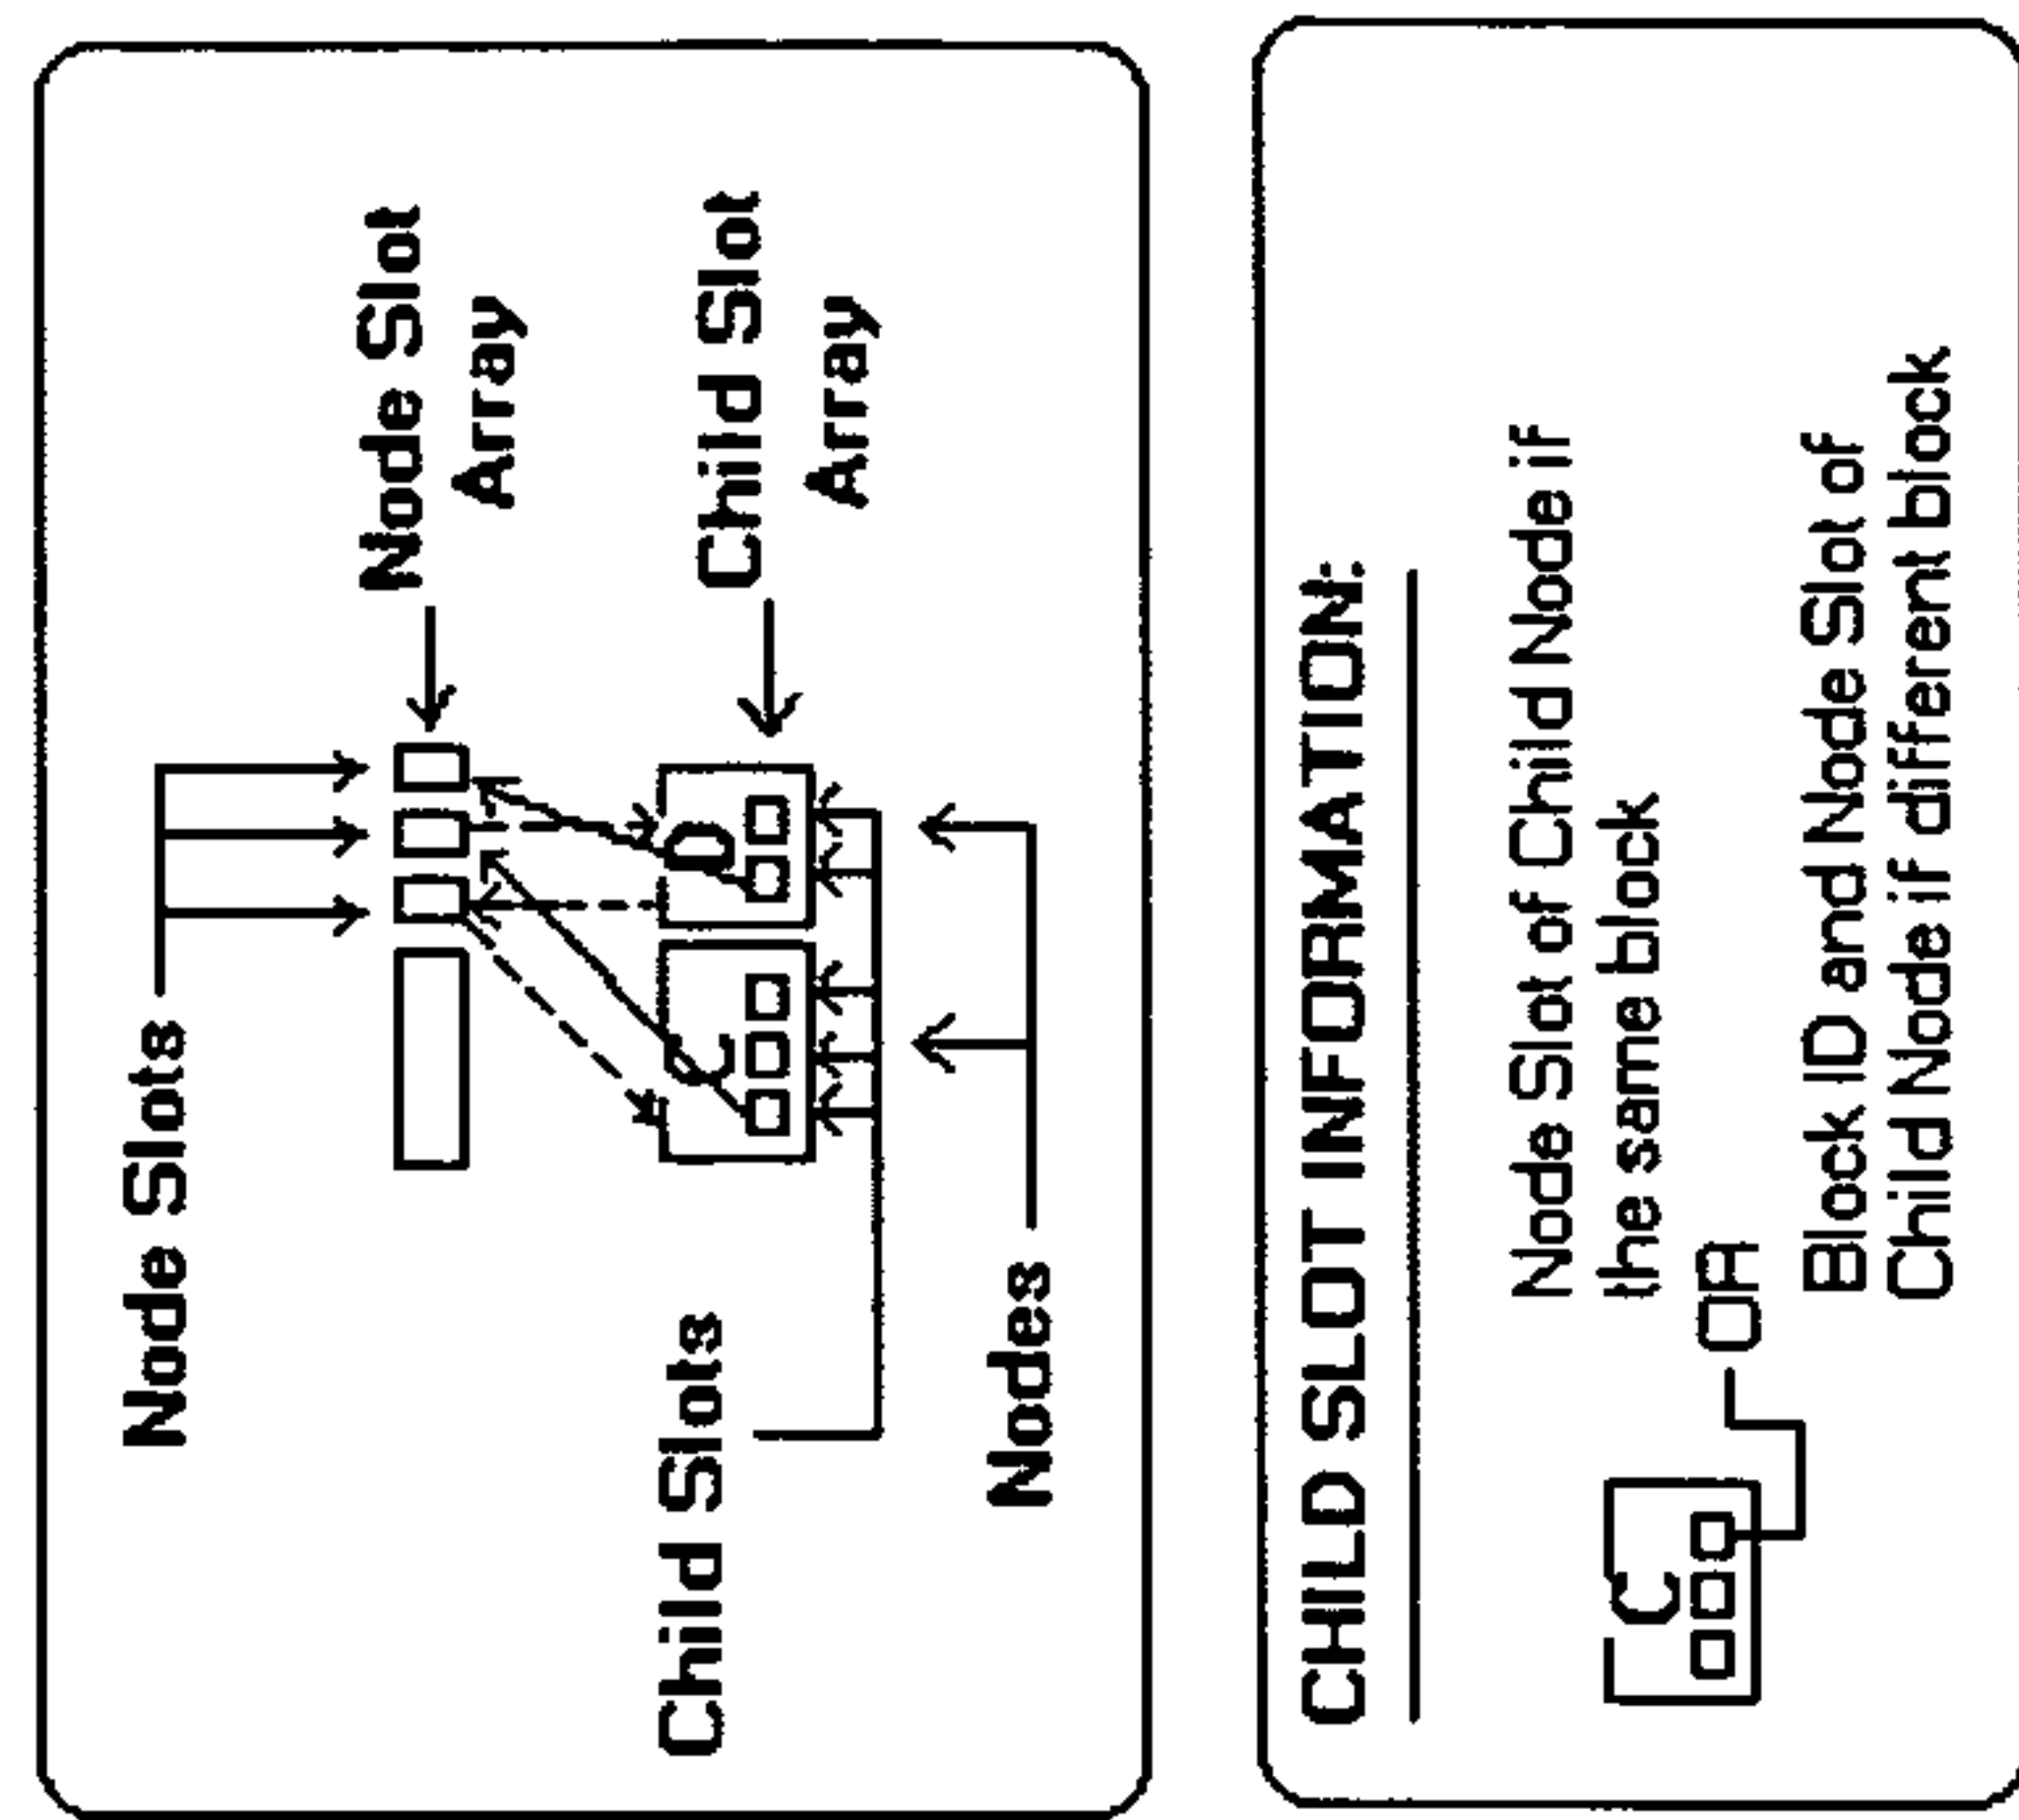 Node Slots
Node Slot
Array
Child Slots
C
D
Child Slot
Array
Nodes
CHILD SLOT INFORMATION:
Node Slot of Child Node if
the same block
C
OR
Block ID and Node Slot of
Child Node if different block